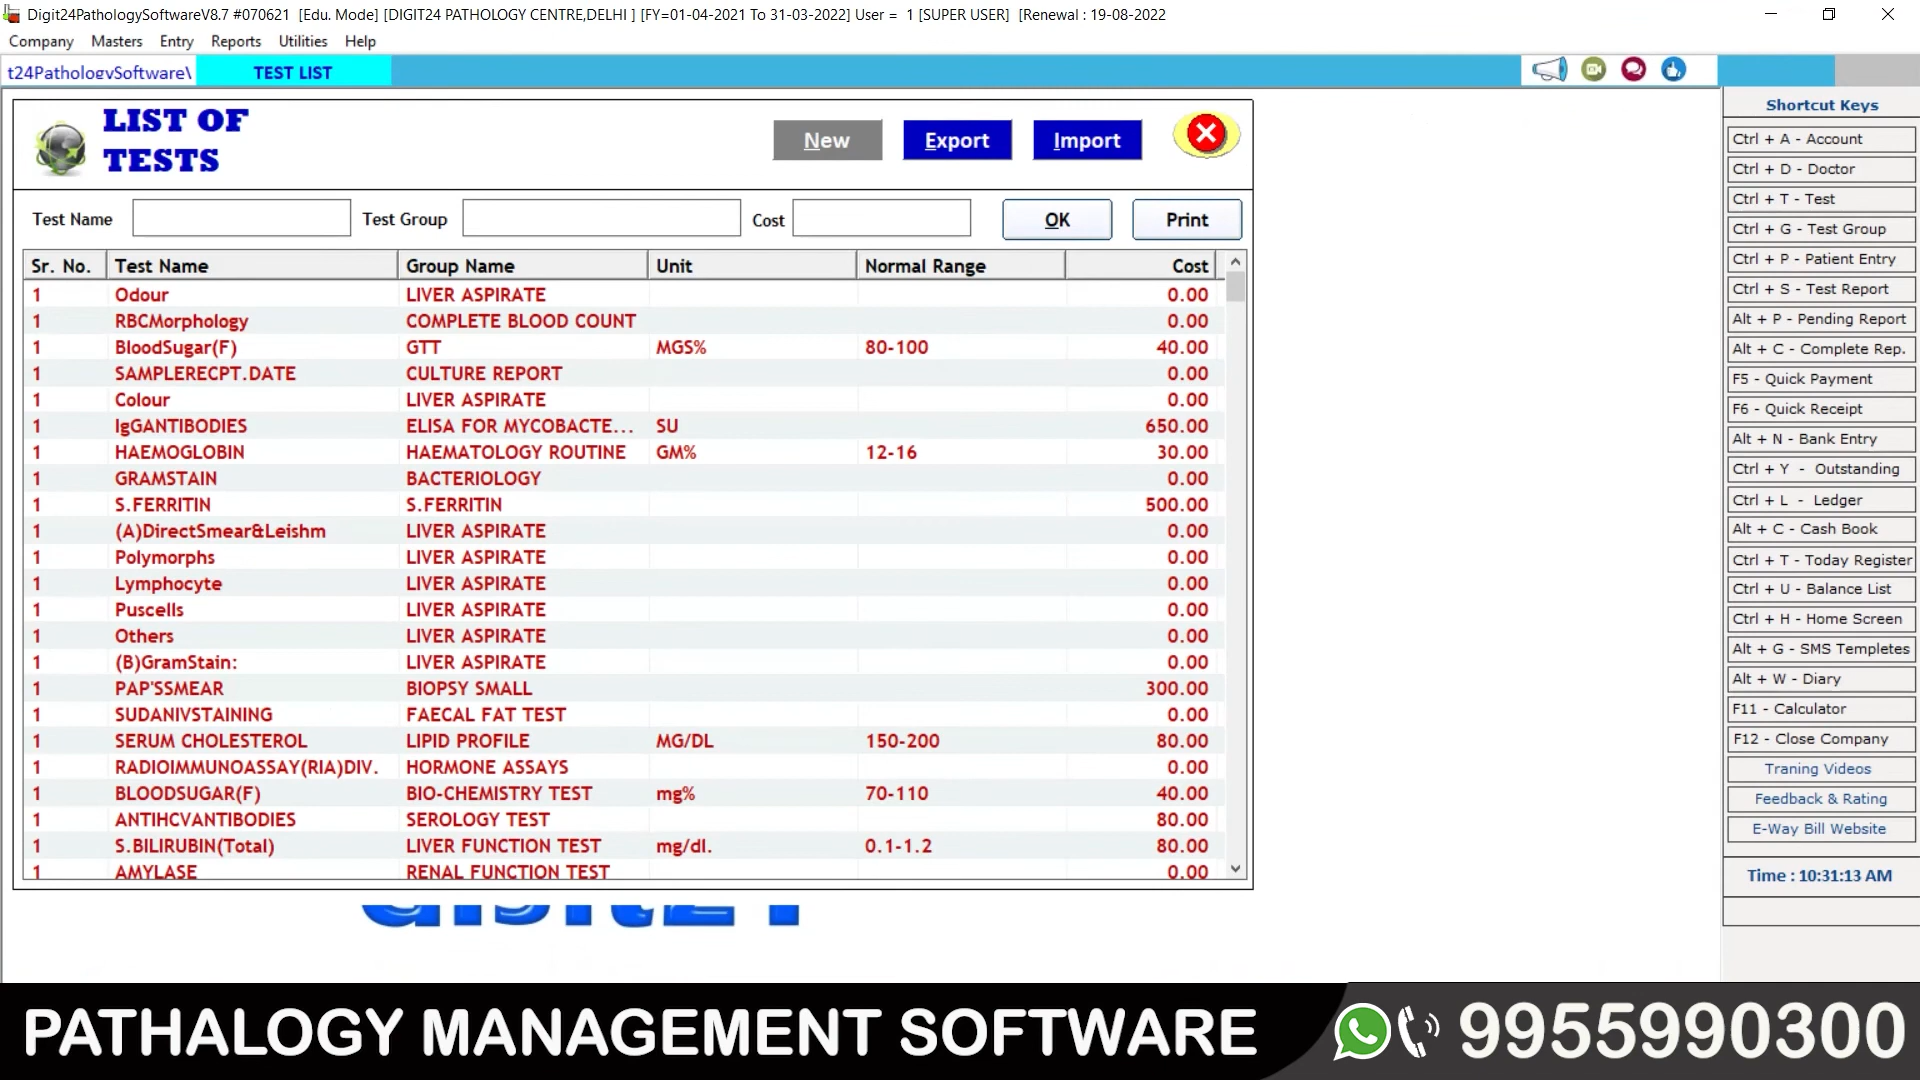 Digit24PathologySoftwareV8.7 #070621 [Edu. Mode] [DIGIT24 PATHOLOGY CENTRE,DELHI ] [FY=01-04-2021 To 31-03-2022] User = 1 [SUPER USER] [Renewal : 19-08-2022
Company Masters Entry Reports Utilities Help
t24PathologySoftware\ TEST LIST
LIST OF
TESTS
New Export Import
Test Name Test Group Cost OK Print
Sr. No. Test Name Group Name Unit Normal Range Cost
1 Odour LIVER ASPIRATE 0.00
1 RBCMorphology COMPLETE BLOOD COUNT 0.00
1 BloodSugar(F) GTT MGS% 80-100 40.00
1 SAMPLERECPT.DATE CULTURE REPORT 0.00
1 Colour LIVER ASPIRATE 0.00
1 IgGANTIBODIES ELISA FOR MYCOBACTE... SU 650.00
1 HAEMOGLOBIN HAEMATOLOGY ROUTINE GM% 12-16 30.00
1 GRAMSTAIN BACTERIOLOGY 0.00
1 S.FERRITIN S.FERRITIN 500.00
1 (A)DirectSmear&Leishm LIVER ASPIRATE 0.00
1 Polymorphs LIVER ASPIRATE 0.00
1 Lymphocyte LIVER ASPIRATE 0.00
1 Puscells LIVER ASPIRATE 0.00
1 Others LIVER ASPIRATE 0.00
1 (B)GramStain: LIVER ASPIRATE 0.00
1 PAP'SSMEAR BIOPSY SMALL 300.00
1 SUDANIVSTAINING FAECAL FAT TEST 0.00
1 SERUM CHOLESTEROL LIPID PROFILE MG/DL 150-200 80.00
1 RADIOIMMUNOASSAY(RIA)DIV. HORMONE ASSAYS 0.00
1 BLOODSUGAR(F) BIO-CHEMISTRY TEST mg% 70-110 40.00
1 ANTIHCVANTIBODIES SEROLOGY TEST 80.00
1 S.BILIRUBIN(Total) LIVER FUNCTION TEST mg/dl. 0.1-1.2 80.00
1 AMYLASE RENAL FUNCTION TEST 0.00
Shortcut Keys
Ctrl + A - Account
Ctrl + D - Doctor
Ctrl + T - Test
Ctrl + G - Test Group
Ctrl + P - Patient Entry
Ctrl + S - Test Report
Alt + P - Pending Report
Alt + C - Complete Rep.
F5 - Quick Payment
F6 - Quick Receipt
Alt + N - Bank Entry
Ctrl + Y - Outstanding
Ctrl + L - Ledger
Alt + C - Cash Book
Ctrl + T - Today Register
Ctrl + U - Balance List
Ctrl + H - Home Screen
Alt + G - SMS Templetes
Alt + W - Diary
F11 - Calculator
F12 - Close Company
Traning Videos
Feedback & Rating
E-Way Bill Website
Time : 10:31:13 AM
PATHALOGY MANAGEMENT SOFTWARE 9955990300